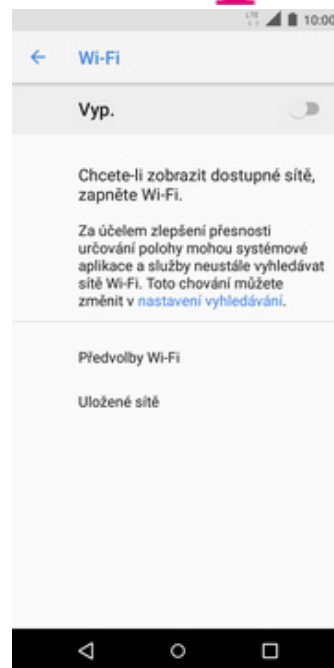 LTE 10:00
Wi-Fi
Vyp.
Chcete-li zobrazit dostupné sítě,
zapněte Wi-Fi.
Za účelem zlepšení přesnosti
určování polohy mohou systémové
aplikace a služby neustále vyhledávat
sítě Wi-Fi. Toto chování můžete
změnit v nastavení vyhledávání.
Předvolby Wi-Fi
Uložené sítě